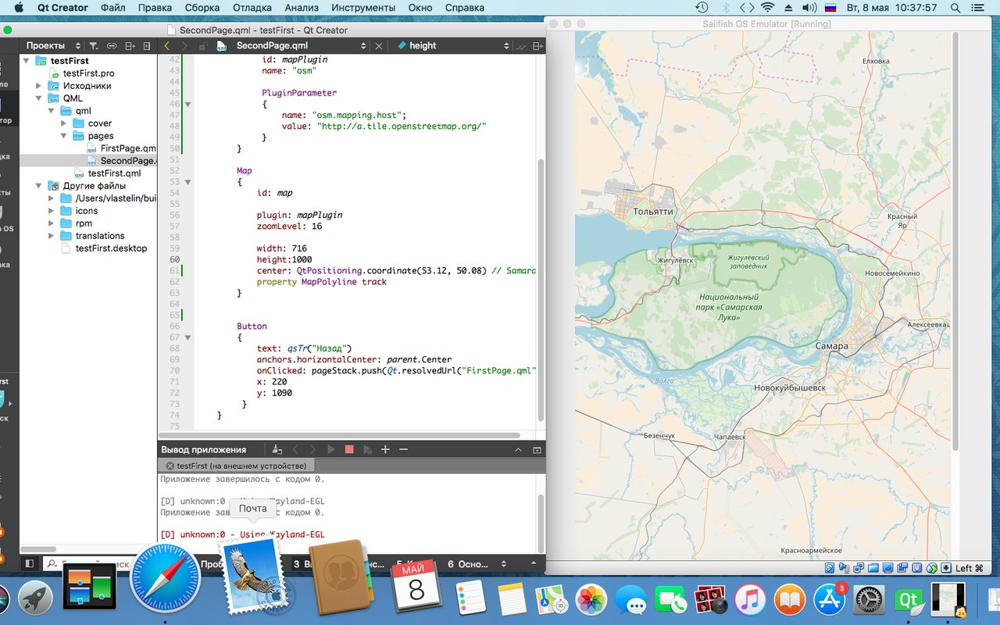 Qt Creator Файл Правка Сборка Отладка Анализ Инструменты Окно Справка Вт, 8 мая 10:37:57
SecondPage.qml - testFirst - Qt Creator
Проекты
SecondPage.qml
height
testFirst
testFirst.pro
Исходники
QML
qml
cover
pages
FirstPage.qm
SecondPage.
testFirst.qml
Другие файлы
/Users/vlastelin/bui
icons
rpm
translations
testFirst.desktop
42 id: mapPlugin
43 name: "osm"
44
45 PluginParameter
46 {
47 name: "osm.mapping.host";
48 value: "http://a.tile.openstreetmap.org/"
49 }
50 }
51
52 Map
53 {
54 id: map
55
56 plugin: mapPlugin
57 zoomLevel: 16
58
59 width: 716
60 height:1000
61 center: QtPositioning.coordinate(53.12, 50.08) // Samara
62 property MapPolyline track
63 }
64
65
66 Button
67 {
68 text: qsTr("Назад")
69 anchors.horizontalCenter: parent.Center
70 onClicked: pageStack.push(Qt.resolvedUrl("FirstPage.qml"
71 x: 220
72 y: 1090
73 }
74 }
75
Вывод приложения
testFirst (на внешнем устройстве)
Приложение завершилось с кодом 0.
[D] unknown:0 - Using Wayland-EGL
Приложение зав с кодом 0.
[D] unknown:0 - Using Wayland-EGL
Почта
3 В
5 К
6 Осно...
Sailfish OS Emulator [Running]
Елховка
Тольятти
Красный
Яр
Жигулёвск
Жигулёвский
заповедник
Новосемейкино
Национальный
парк «Самарская
Лука»
Алексеевка
Самара
Волга
Новокуйбышевск
Безенчук
Чапаевск
Красноармейское
Left ⌘
МАЙ
8
3
Qt